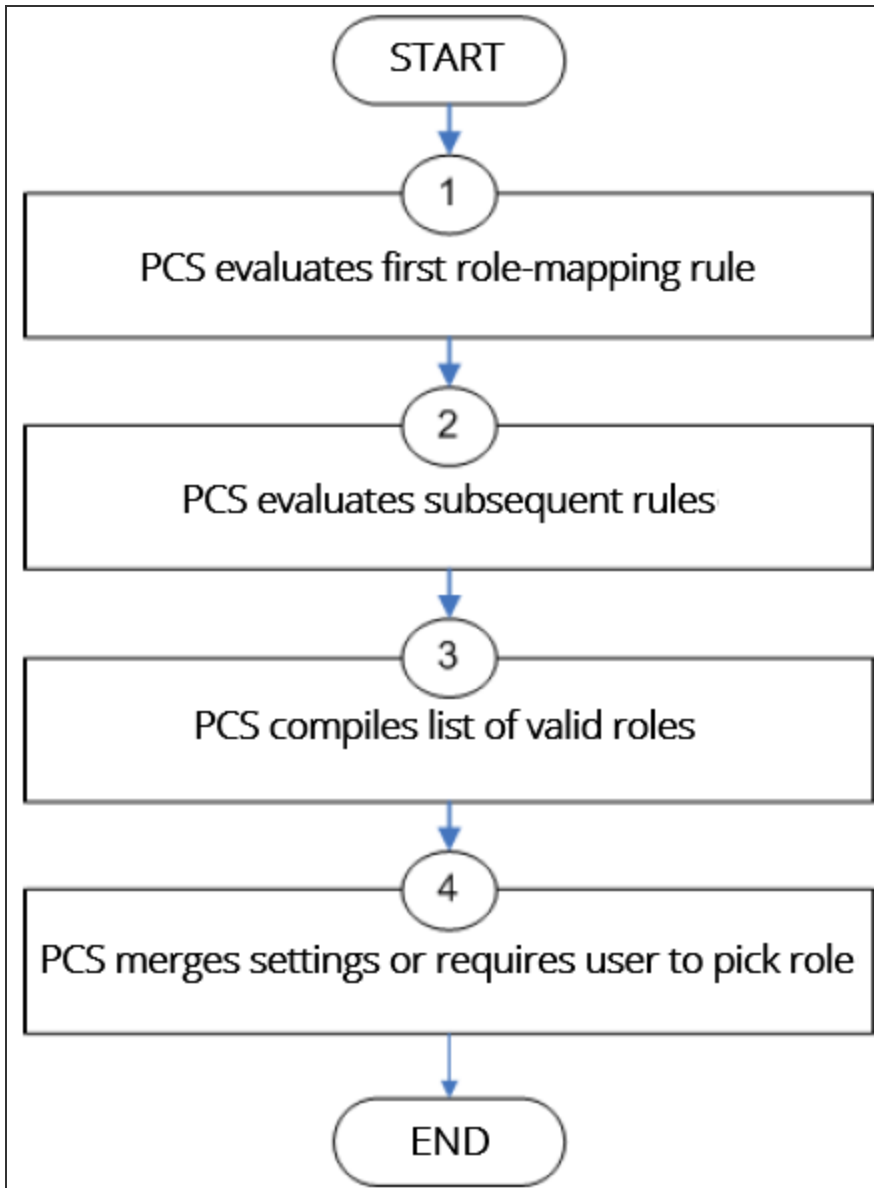 START
1
PCS evaluates first role-mapping rule
2
PCS evaluates subsequent rules
3
PCS compiles list of valid roles
4
PCS merges settings or requires user to pick role
END